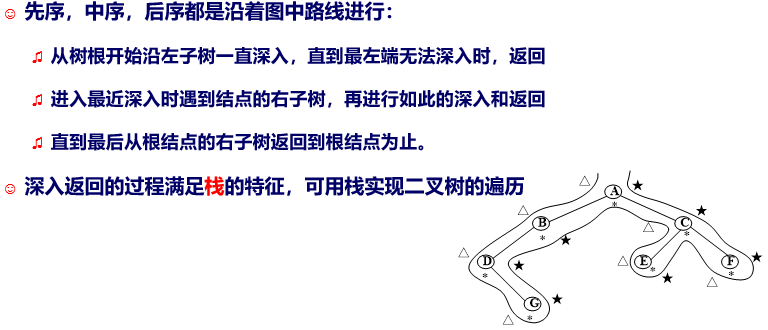 ☺ 先序，中序，后序都是沿着图中路线进行：
♫ 从树根开始沿左子树一直深入，直到最左端无法深入时，返回
♫ 进入最近深入时遇到结点的右子树，再进行如此的深入和返回
♫ 直到最后从根结点的右子树返回到根结点为止。
☺ 深入返回的过程满足栈的特征，可用栈实现二叉树的遍历
△ A ★
*
△ B C ★
* △ *
★
△ D ★ △ E F ★
* * *
★ △
G ★
△ *